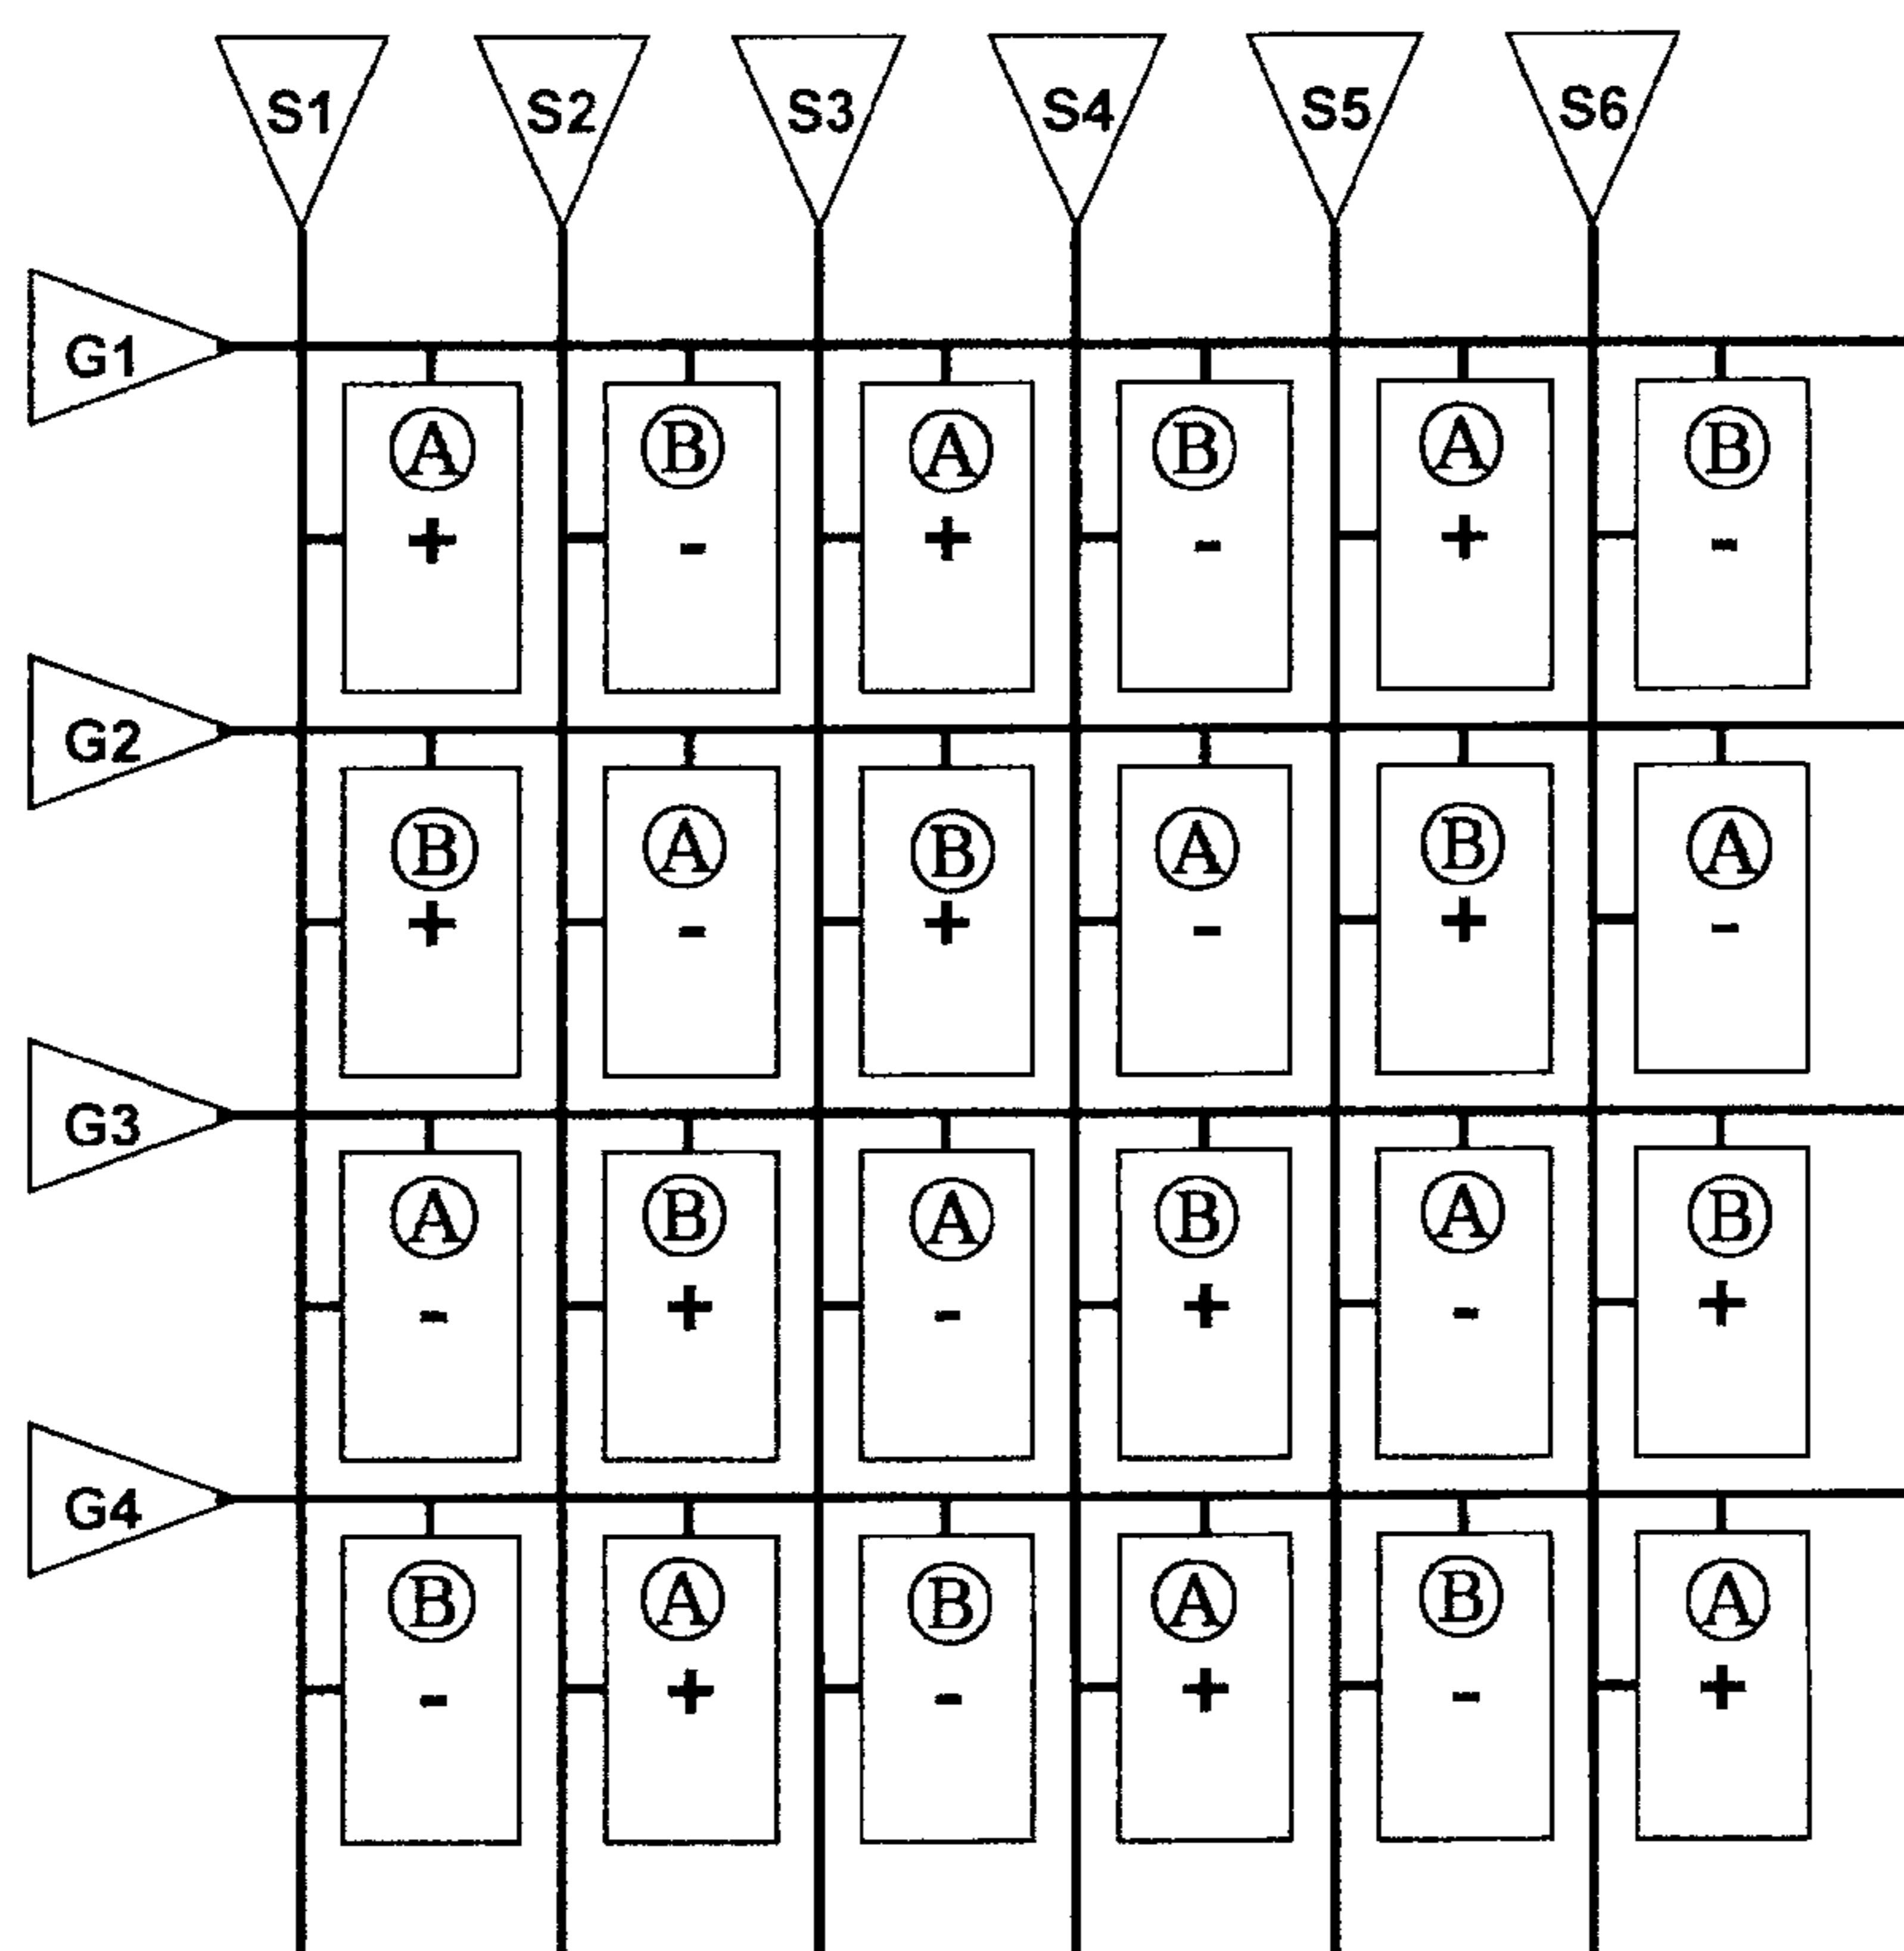 S1 S2 S3 S4 S5 S6
G1
Ⓐ Ⓑ Ⓐ Ⓑ Ⓐ Ⓑ
+ - + - + -
G2
Ⓑ Ⓐ Ⓑ Ⓐ Ⓑ Ⓐ
+ - + - + -
G3
Ⓐ Ⓑ Ⓐ Ⓑ Ⓐ Ⓑ
- + - + - +
G4
Ⓑ Ⓐ Ⓑ Ⓐ Ⓑ Ⓐ
- + - + - +